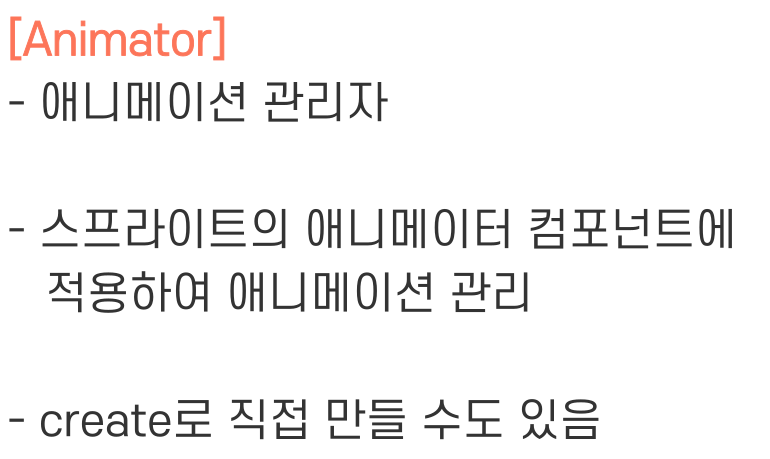 [Animator]
- 애니메이션 관리자
- 스프라이트의 애니메이터 컴포넌트에
적용하여 애니메이션 관리
- create로 직접 만들 수도 있음